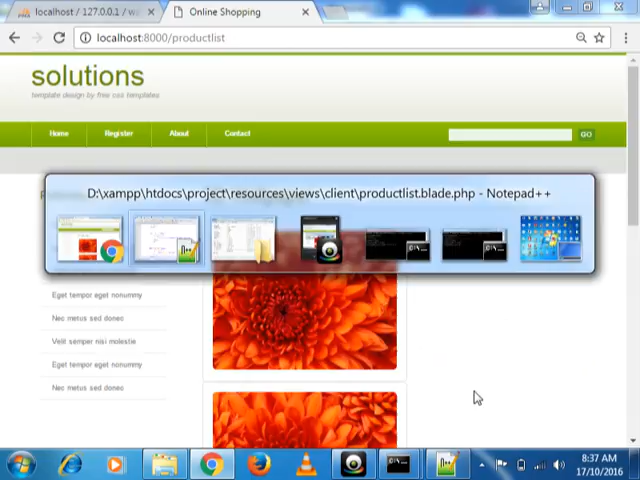 localhost / 127.0.0.1 / w
Online Shopping
localhost:8000/productlist
solutions
template design by free css templates
Home
Register
About
Contact
GO
D:\xampp\htdocs\project\resources\views\client\productlist.blade.php - Notepad++
Eget tempor eget nonummy
Nec metus sed donec
Velit semper nisi molestie
Eget tempor eget nonummy
Nec metus sed donec
8:37 AM
17/10/2016